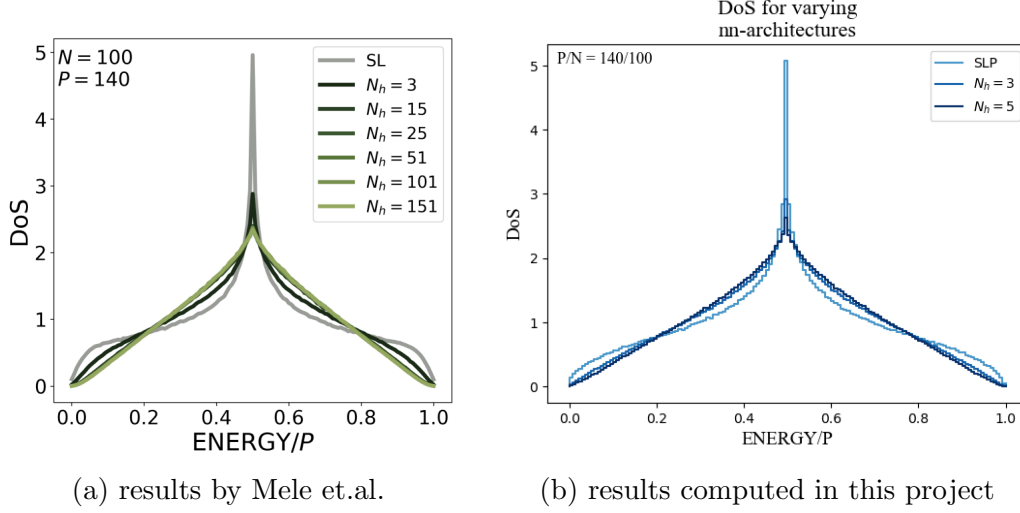 N = 100
P = 140
SL
N_h = 3
N_h = 15
N_h = 25
N_h = 51
N_h = 101
N_h = 151
DoS
5
4
3
2
1
0
0.0 0.2 0.4 0.6 0.8 1.0
ENERGY/P
(a) results by Mele et.al.
DoS for varying
nn-architectures
P/N = 140/100
SLP
N_h = 3
N_h = 5
DoS
5
4
3
2
1
0
0.0 0.2 0.4 0.6 0.8 1.0
ENERGY/P
(b) results computed in this project